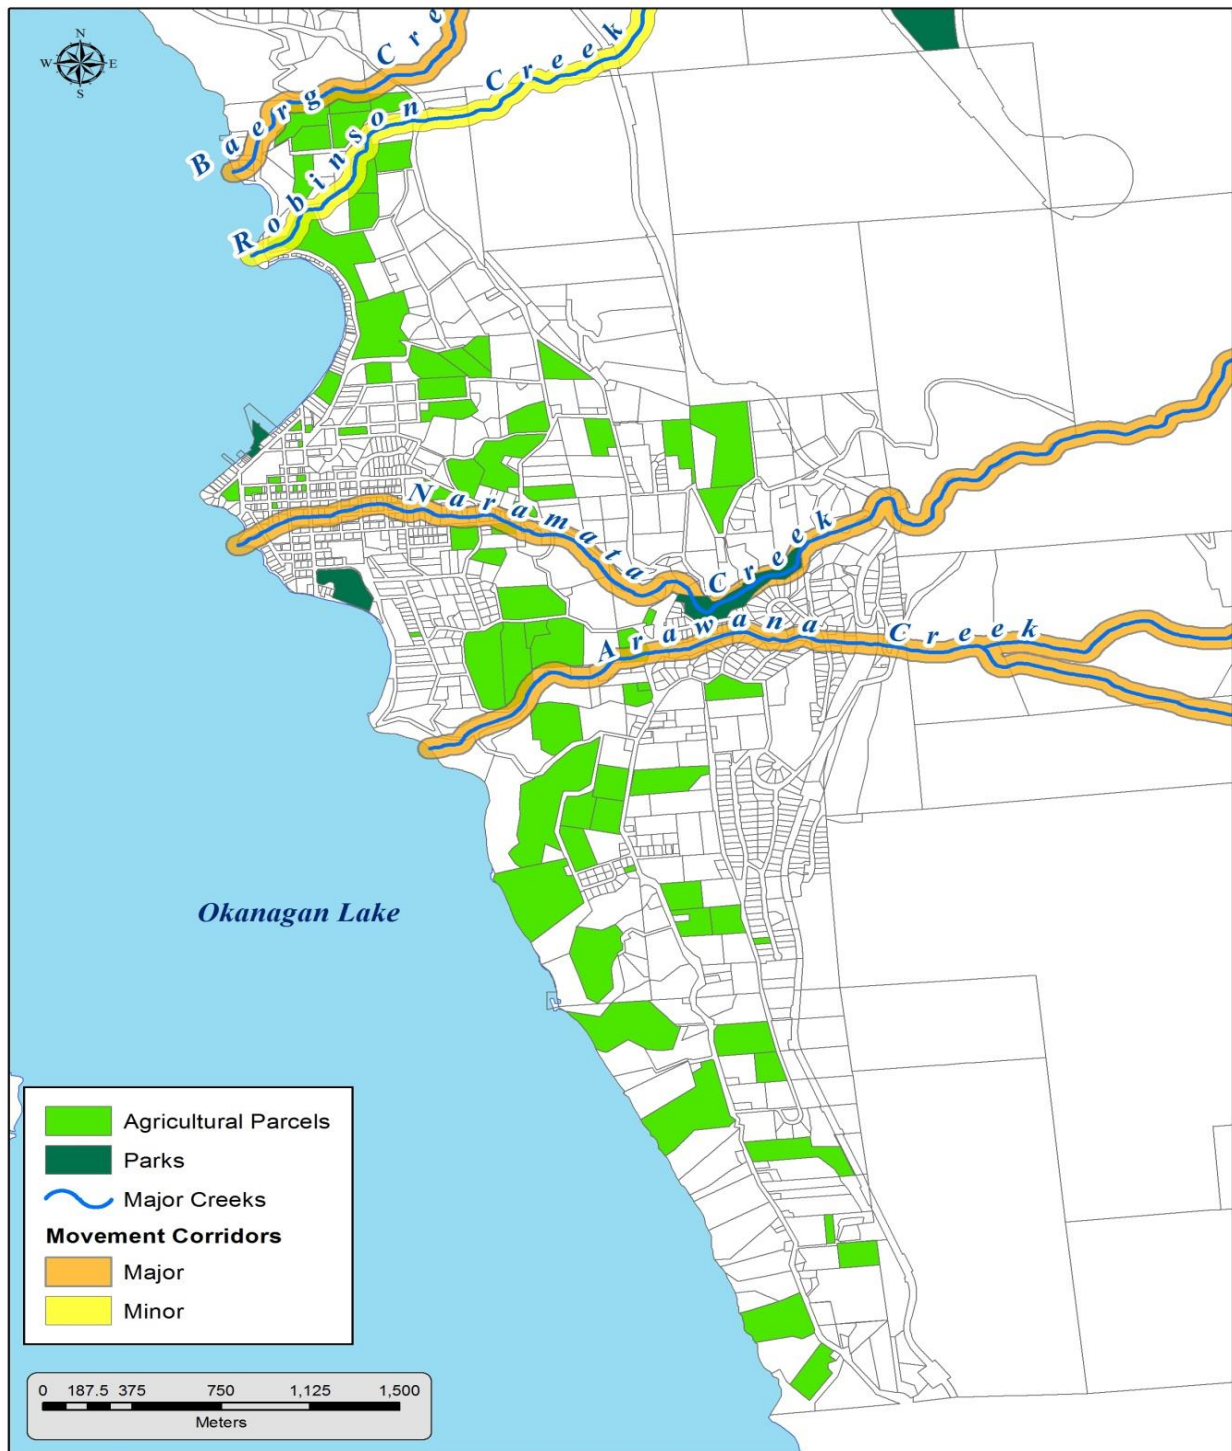 N
W E
S
Baerg Cre
Robinson Creek
Naramata Creek
Arawana Creek
Okanagan Lake
Agricultural Parcels
Parks
Major Creeks
Movement Corridors
Major
Minor
0 187.5 375 750 1,125 1,500
Meters